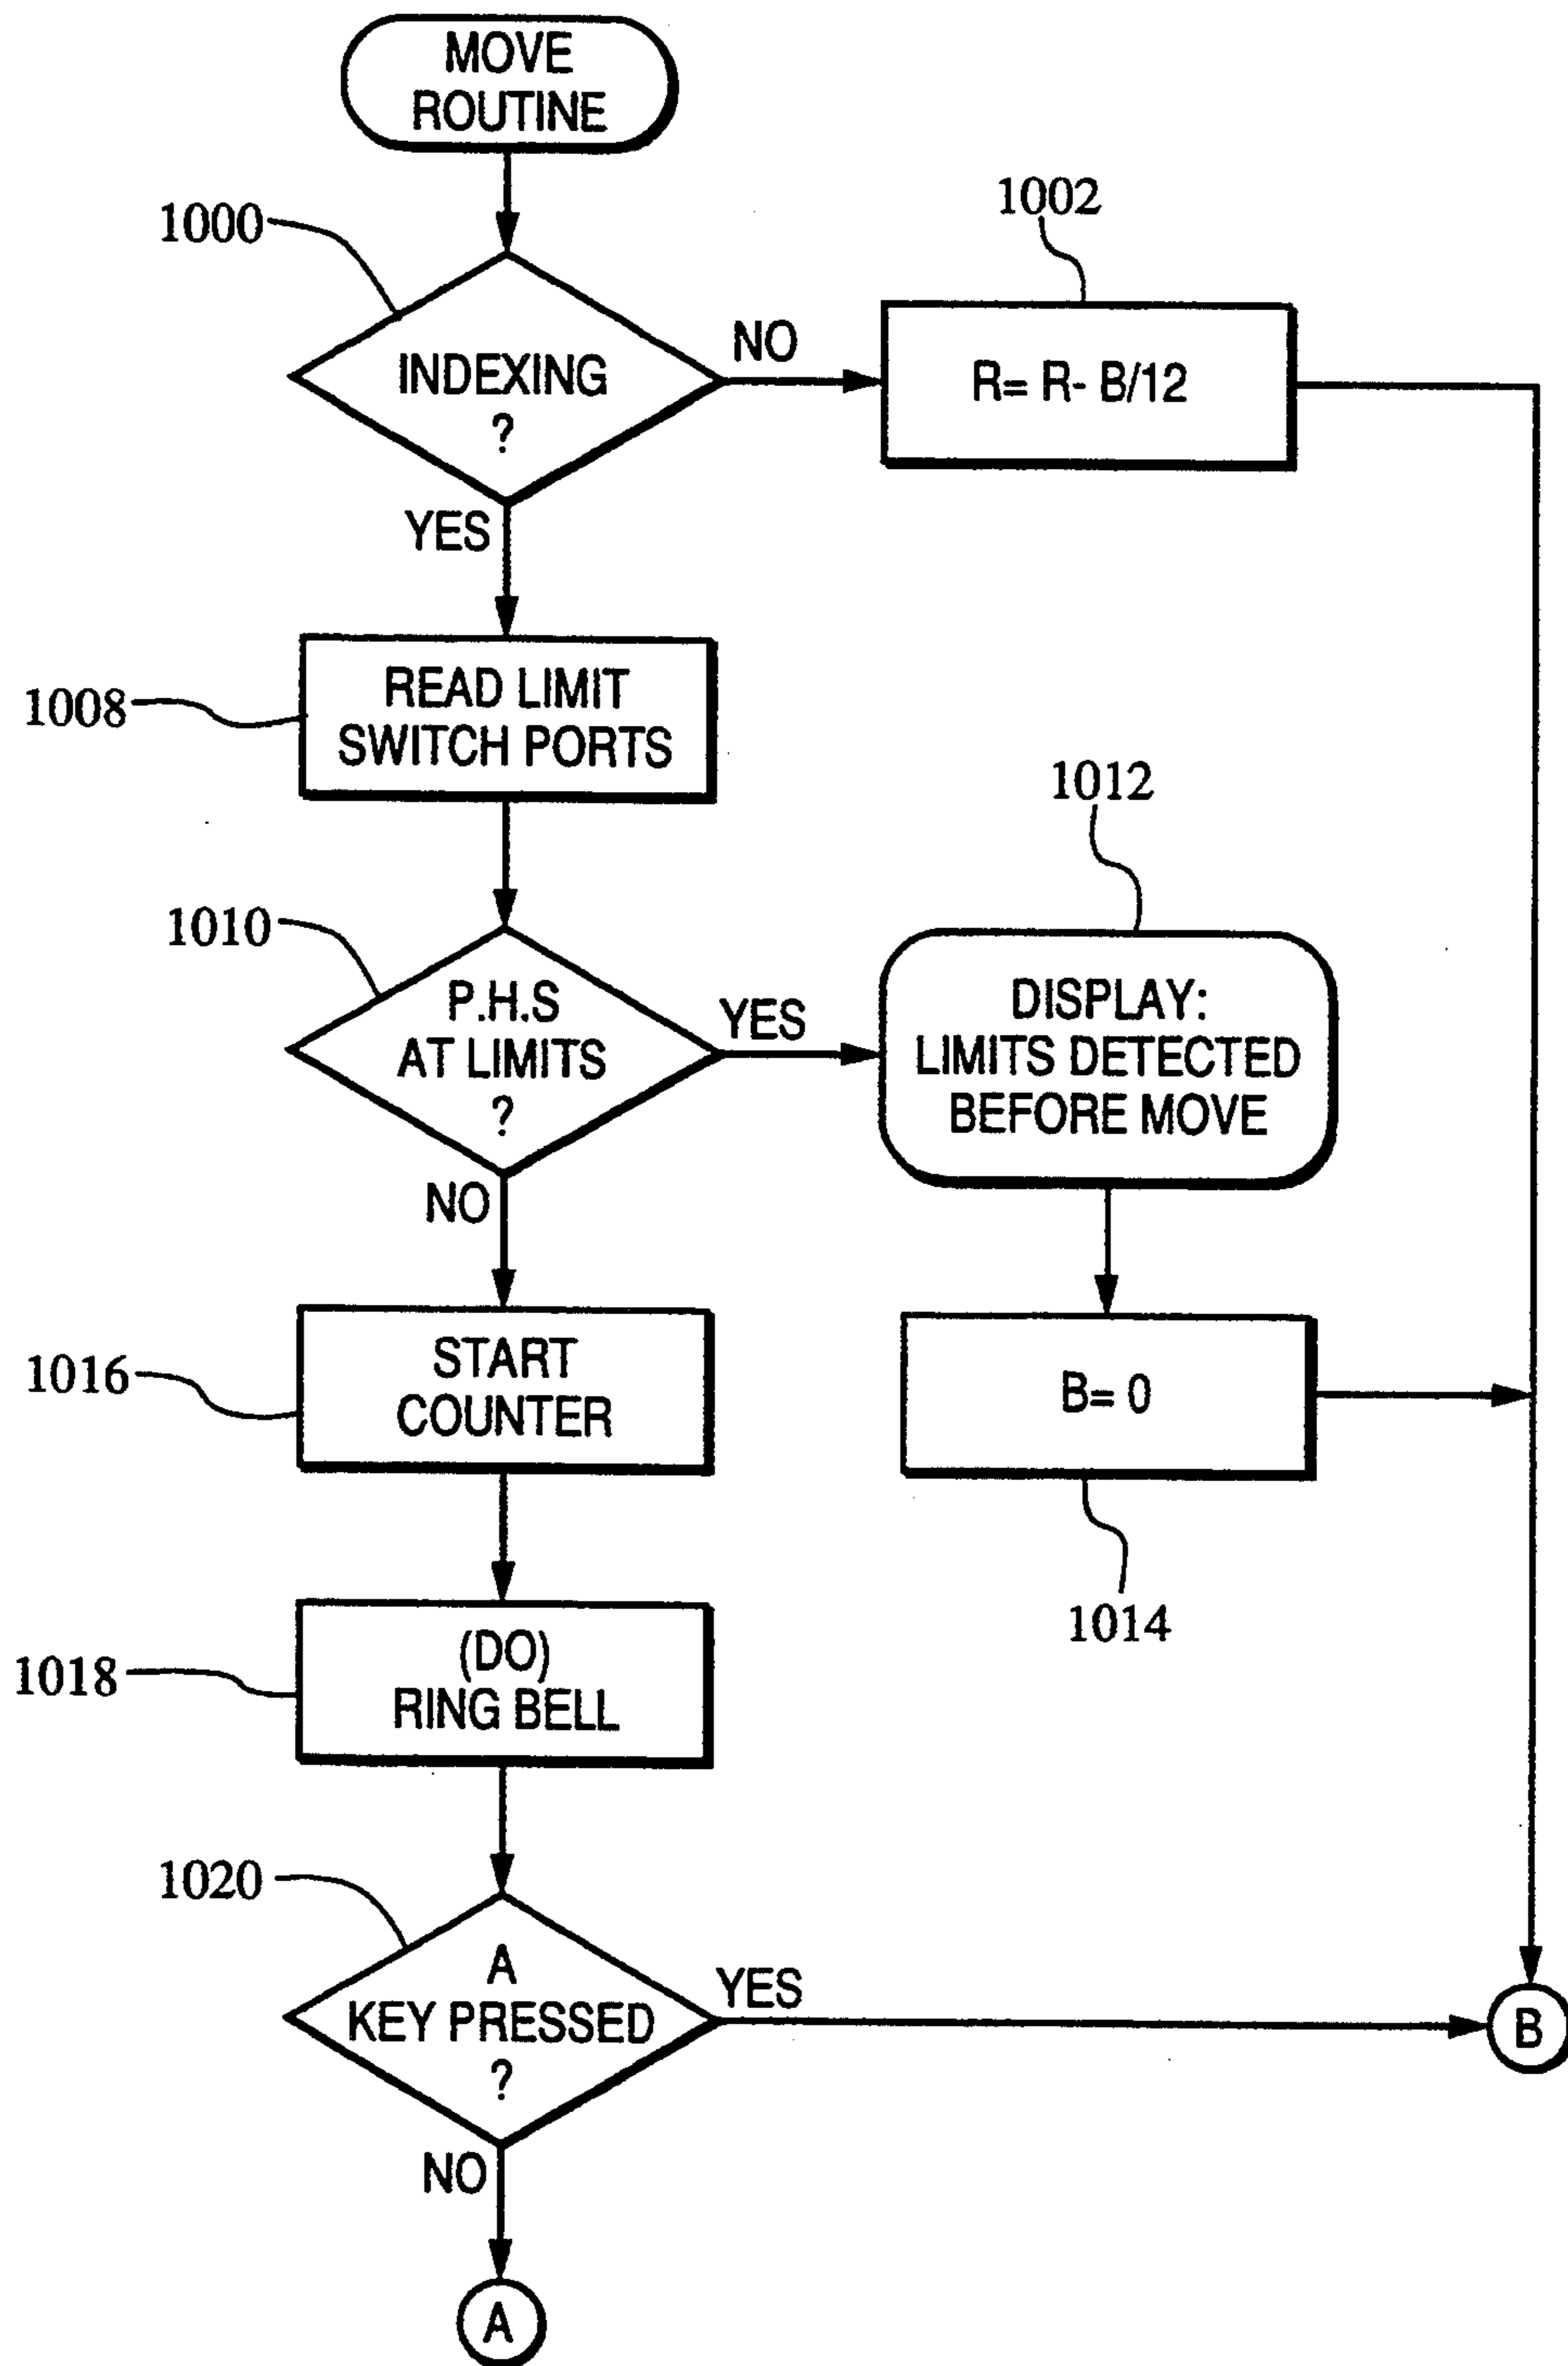 MOVE
ROUTINE
1000
INDEXING
?
NO
1002
R= R- B/12
YES
1008
READ LIMIT
SWITCH PORTS
1010
P.H.S
AT LIMITS
?
YES
1012
DISPLAY:
LIMITS DETECTED
BEFORE MOVE
NO
1016
START
COUNTER
B= 0
1014
1018
(DO)
RING BELL
1020
A
KEY PRESSED
?
YES
B
NO
A